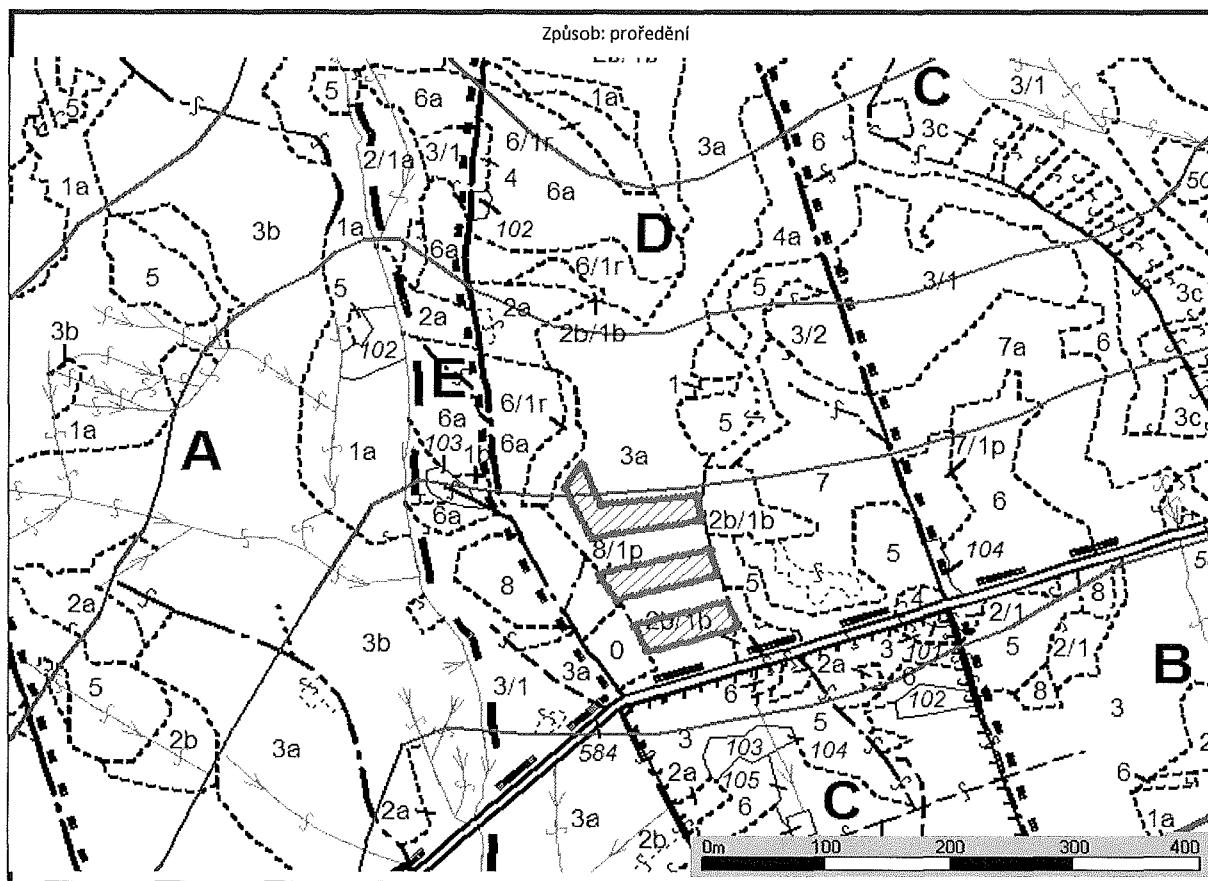 Způsob: proředění
2b/1b
C
5
6a
1a
3/1
5
6/1r
3a
6
3c
2/1a
3/1
4
50
1a
6a
3b
1a
102
D
4a
6a
6/1r
5
5
3/1
3c
2a
2a
2b/1b
3/2
3b
102
7a
6
E
1
6/1r
5
6a
3c
1a
A
103
1b
6a
3a
7/1p
1a
7
6
6a
2b/1b
8/1p
5
104
8
5
4
2/1
8
2a
2b/1b
3b
0
3
101
5
2/1
3a
2a
B
6
6
5
3/1
102
8
5
3
2b
3a
584
3
103
5
104
2a
105
6
6
2a
C
3a
1a
2b
0m 100 200 300 400